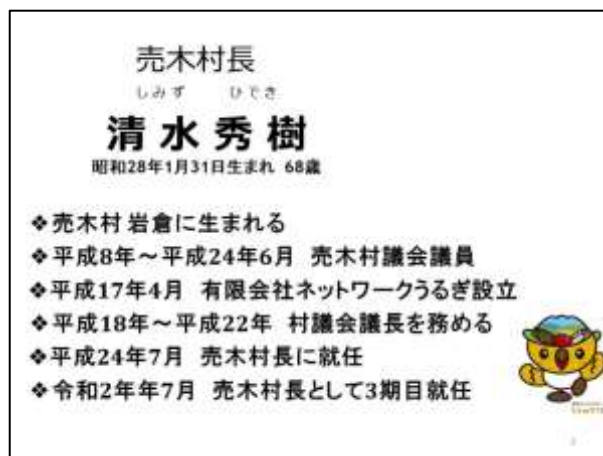 売木村長
しみず ひでき
清水秀樹
昭和28年1月31日生まれ 68歳
❖売木村 岩倉に生まれる
❖平成8年～平成24年6月 売木村議会議員
❖平成17年4月 有限会社ネットワークうるぎ設立
❖平成18年～平成22年 村議会議長を務める
❖平成24年7月 売木村長に就任
❖令和2年年7月 売木村長として3期目就任